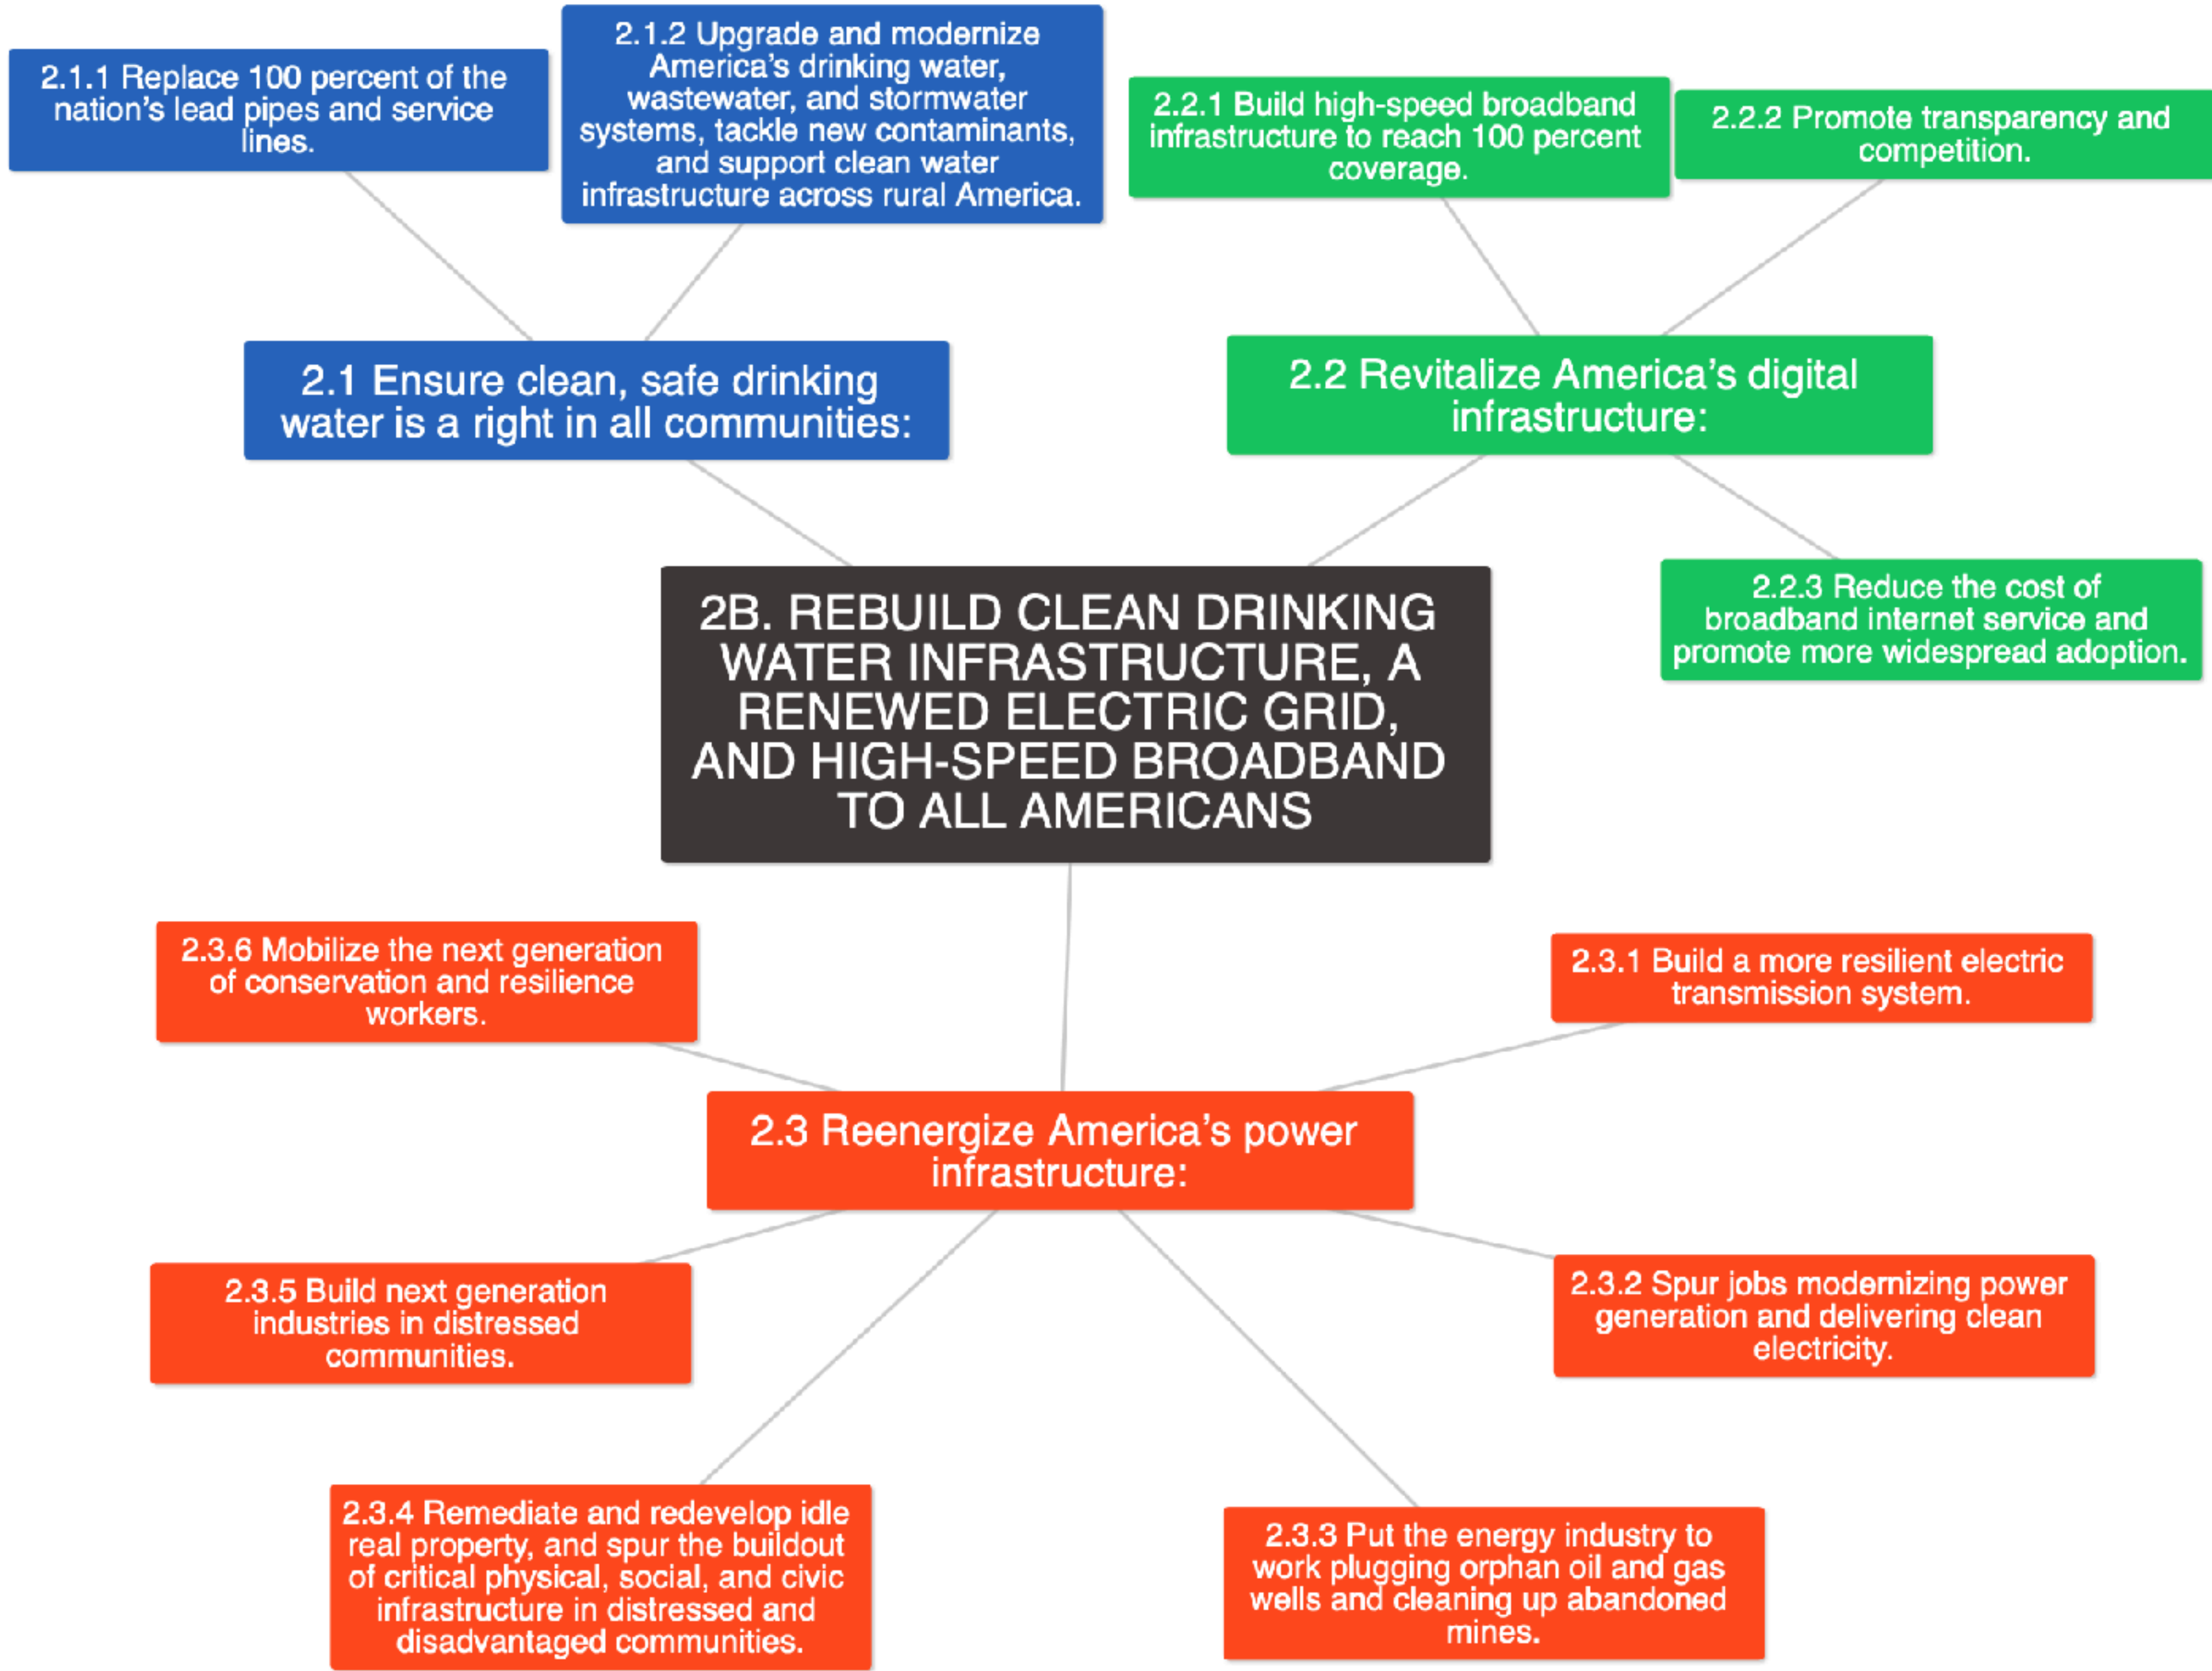 2.1.1 Replace 100 percent of the
nation’s lead pipes and service
lines.
2.1.2 Upgrade and modernize
America’s drinking water,
wastewater, and stormwater
systems, tackle new contaminants,
and support clean water
infrastructure across rural America.
2.2.1 Build high-speed broadband
infrastructure to reach 100 percent
coverage.
2.2.2 Promote transparency and
competition.
2.1 Ensure clean, safe drinking
water is a right in all communities:
2.2 Revitalize America’s digital
infrastructure:
2.2.3 Reduce the cost of
broadband internet service and
promote more widespread adoption.
2B. REBUILD CLEAN DRINKING
WATER INFRASTRUCTURE, A
RENEWED ELECTRIC GRID,
AND HIGH-SPEED BROADBAND
TO ALL AMERICANS
2.3.6 Mobilize the next generation
of conservation and resilience
workers.
2.3.1 Build a more resilient electric
transmission system.
2.3 Reenergize America’s power
infrastructure:
2.3.5 Build next generation
industries in distressed
communities.
2.3.2 Spur jobs modernizing power
generation and delivering clean
electricity.
2.3.4 Remediate and redevelop idle
real property, and spur the buildout
of critical physical, social, and civic
infrastructure in distressed and
disadvantaged communities.
2.3.3 Put the energy industry to
work plugging orphan oil and gas
wells and cleaning up abandoned
mines.